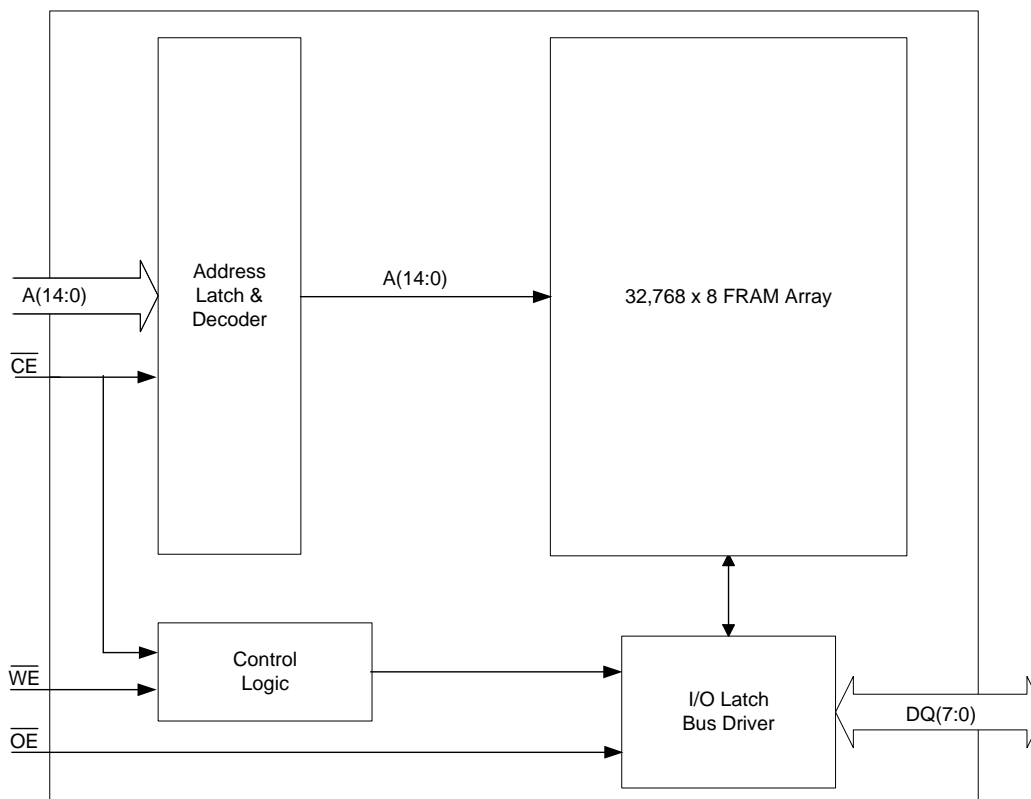 Address
Latch &
Decoder
A(14:0)
A(14:0)
32,768 x 8 FRAM Array
CE
Control
Logic
WE
I/O Latch
Bus Driver
DQ(7:0)
OE